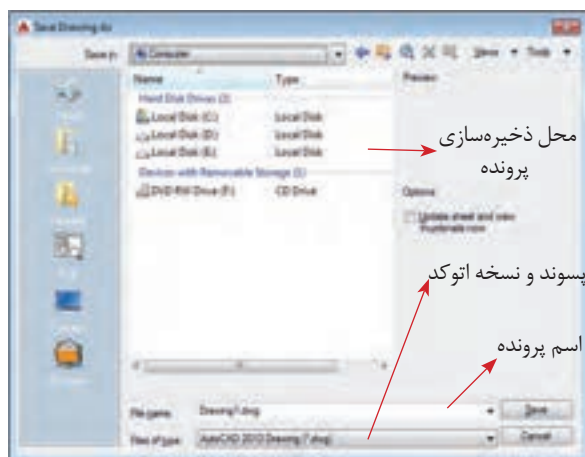 Save Drawing As
Save in: Computer Views Tools
Name Type Preview
Hard Disk Drives (3)
Local Disk (C:) Local Disk
Local Disk (D:) Local Disk
Local Disk (E:) Local Disk
محل ذخیره‌سازی
پرونده
Devices with Removable Storage (1)
DVD RW Drive (F:) CD Drive
Options
Update sheet and view
thumbnails now
پسوند و نسخه اتوکد
اسم پرونده
File name: Drawing1.dwg Save
Files of type: AutoCAD 2013 Drawing (*.dwg) Cancel